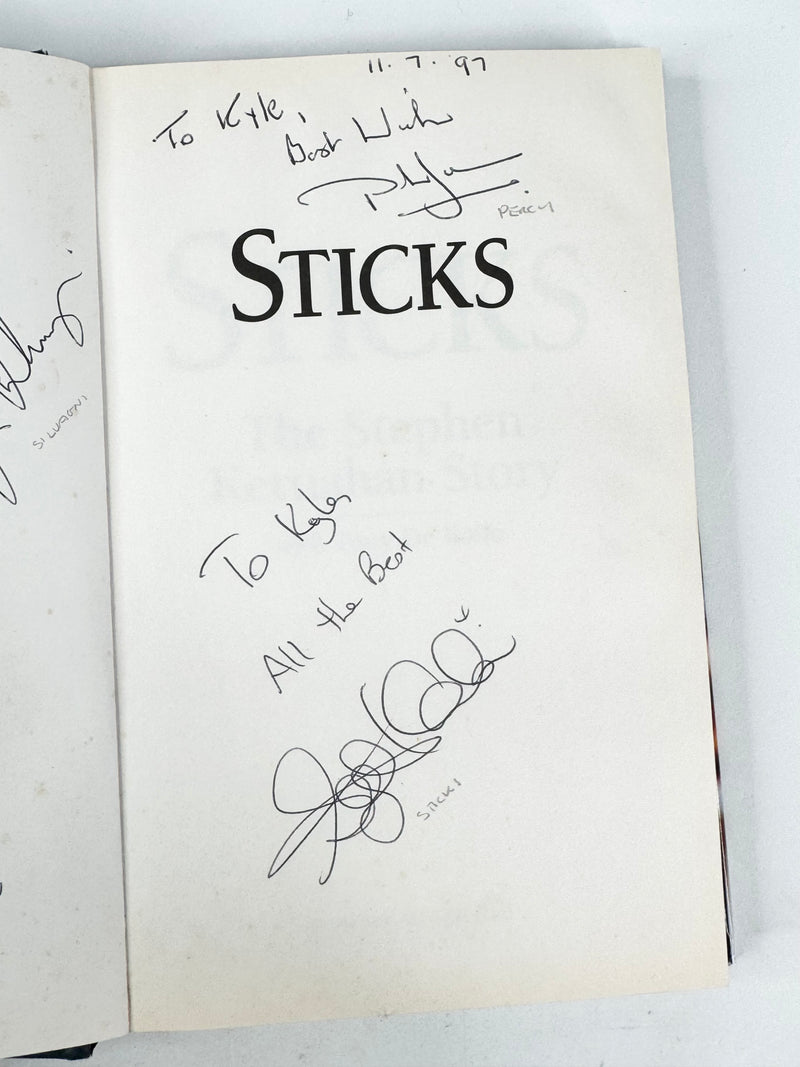 11.7.'97
To Kyle,
Best Wishes
PERCY
STICKS
SILVAGNI
The Stephen
Kernahan Story
To Kyle
All the Best
STICKS